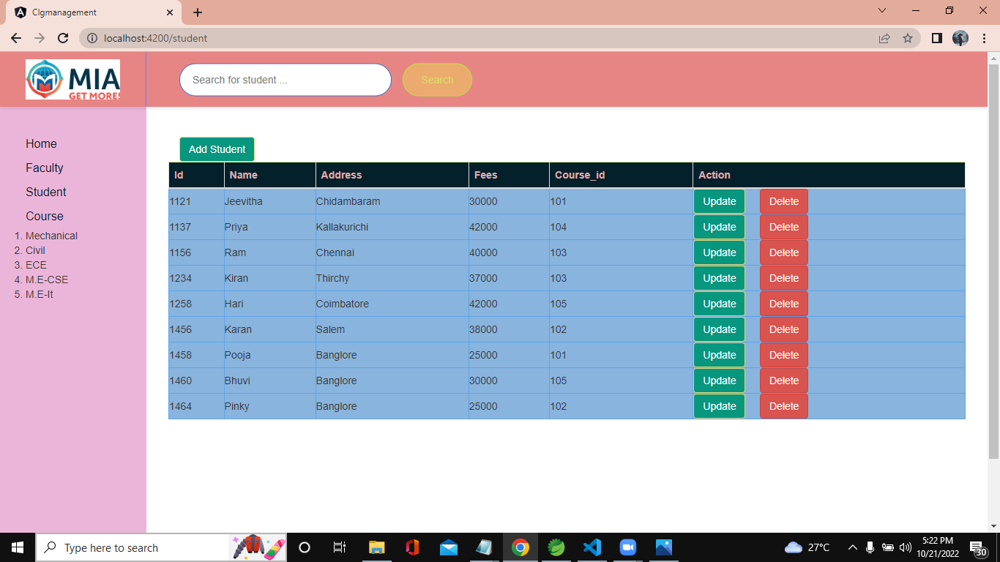 Clgmanagement
localhost:4200/student
MIA
GET MORE!
Search for student ...
Search
Home
Faculty
Student
Course
1. Mechanical
2. Civil
3. ECE
4. M.E-CSE
5. M.E-It
Add Student
Id Name Address Fees Course_id Action
1121 Jeevitha Chidambaram 30000 101 Update Delete
1137 Priya Kallakurichi 42000 104 Update Delete
1156 Ram Chennai 40000 103 Update Delete
1234 Kiran Thirchy 37000 103 Update Delete
1258 Hari Coimbatore 42000 105 Update Delete
1456 Karan Salem 38000 102 Update Delete
1458 Pooja Banglore 25000 101 Update Delete
1460 Bhuvi Banglore 30000 105 Update Delete
1464 Pinky Banglore 25000 102 Update Delete
Type here to search
27°C
5:22 PM
10/21/2022
30